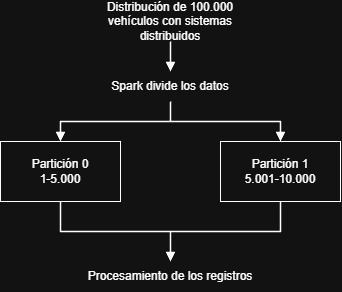 Distribución de 100.000
vehículos con sistemas
distribuidos
Spark divide los datos
Partición 0
1-5.000
Partición 1
5.001-10.000
Procesamiento de los registros